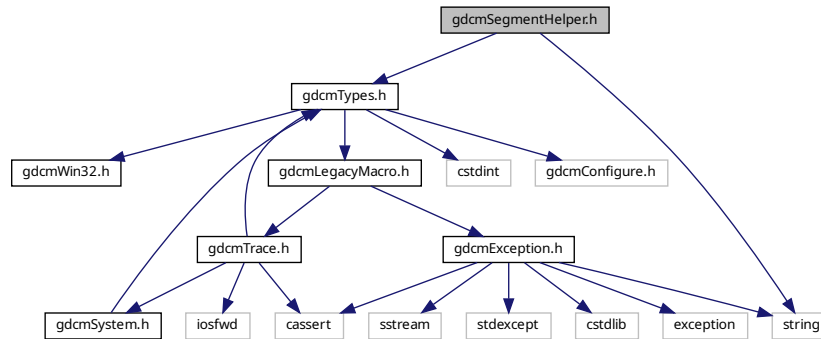 gdcmSegmentHelper.h
gdcmTypes.h
gdcmWin32.h
gdcmLegacyMacro.h
cstdint
gdcmConfigure.h
gdcmTrace.h
gdcmException.h
gdcmSystem.h
iosfwd
cassert
sstream
stdexcept
cstdlib
exception
string